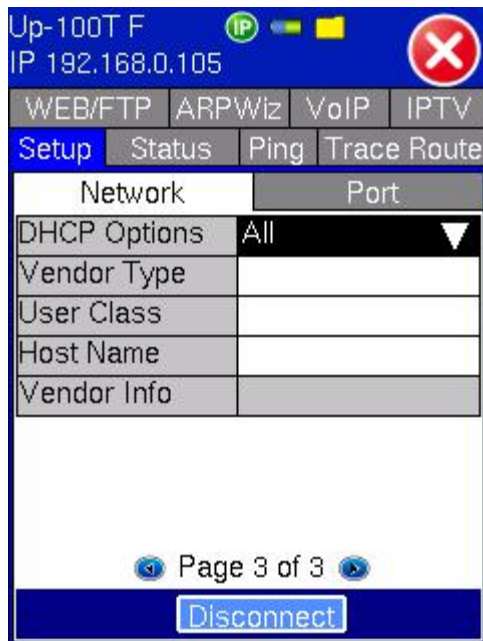 Up-100T F IP
IP 192.168.0.105
WEB/FTP ARPWiz VoIP IPTV
Setup Status Ping Trace Route
Network Port
DHCP Options All
Vendor Type
User Class
Host Name
Vendor Info
Page 3 of 3
Disconnect